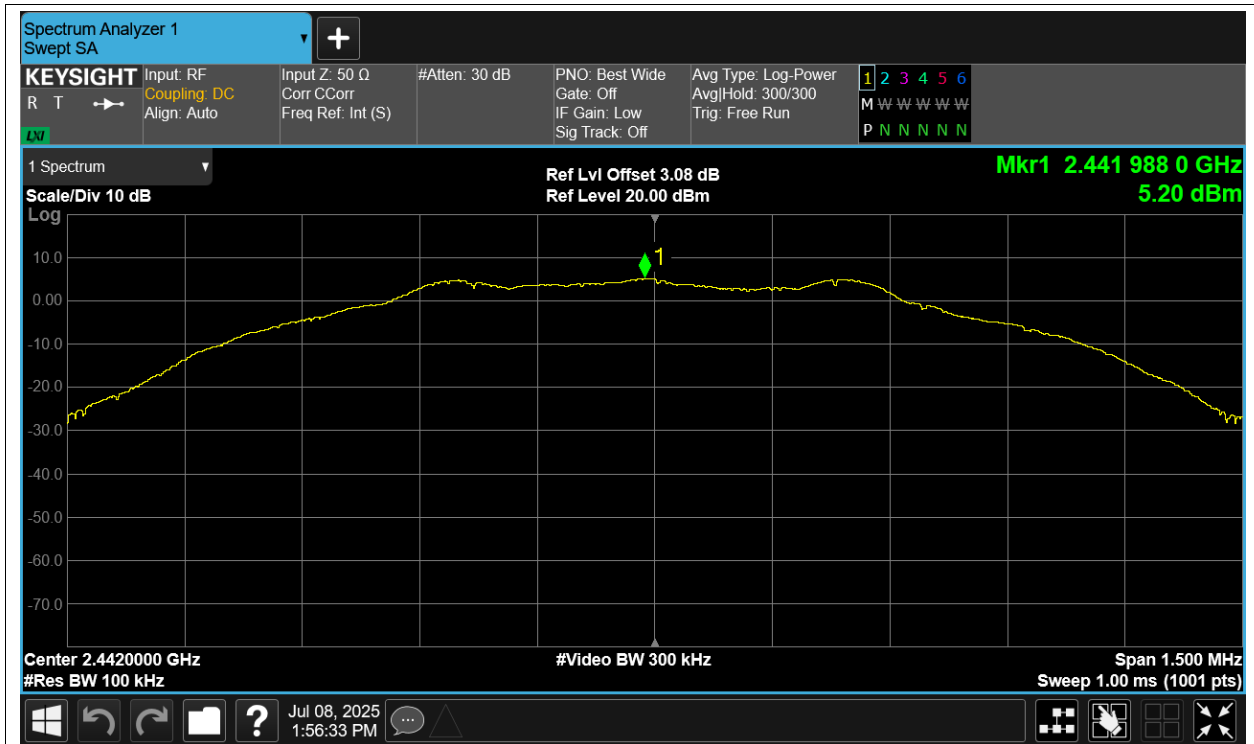 Spectrum Analyzer 1
Swept SA
KEYSIGHT
R T
LXI
Input: RF
Coupling: DC
Align: Auto
Input Z: 50 Ω
Corr CCorr
Freq Ref: Int (S)
#Atten: 30 dB
PNO: Best Wide
Gate: Off
IF Gain: Low
Sig Track: Off
Avg Type: Log-Power
Avg|Hold: 300/300
Trig: Free Run
1 2 3 4 5 6
M W W W W W
P N N N N N
1 Spectrum
Scale/Div 10 dB
Log
Ref Lvl Offset 3.08 dB
Ref Level 20.00 dBm
Mkr1 2.441 988 0 GHz
5.20 dBm
1
10.0
0.00
-10.0
-20.0
-30.0
-40.0
-50.0
-60.0
-70.0
Center 2.4420000 GHz
#Video BW 300 kHz
Span 1.500 MHz
#Res BW 100 kHz
Sweep 1.00 ms (1001 pts)
?
Jul 08, 2025
1:56:33 PM